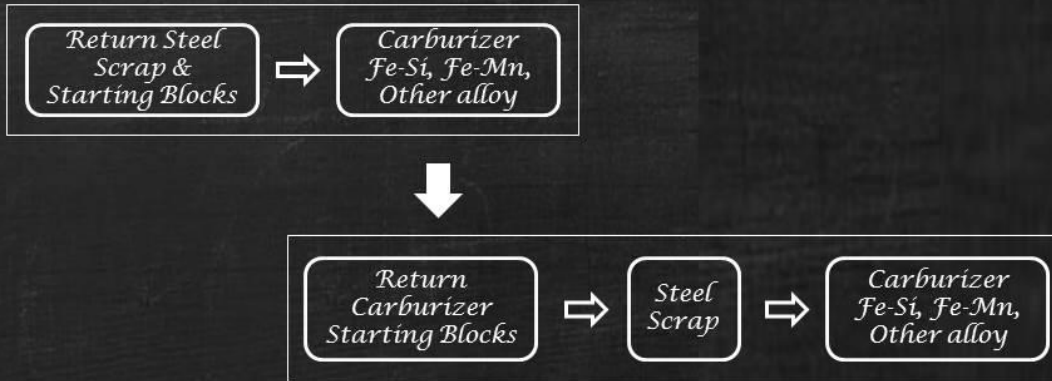 Return Steel
Scrap &
Starting Blocks
Carburizer
Fe-Si, Fe-Mn,
Other alloy
Return
Carburizer
Starting Blocks
Steel
Scrap
Carburizer
Fe-Si, Fe-Mn,
Other alloy